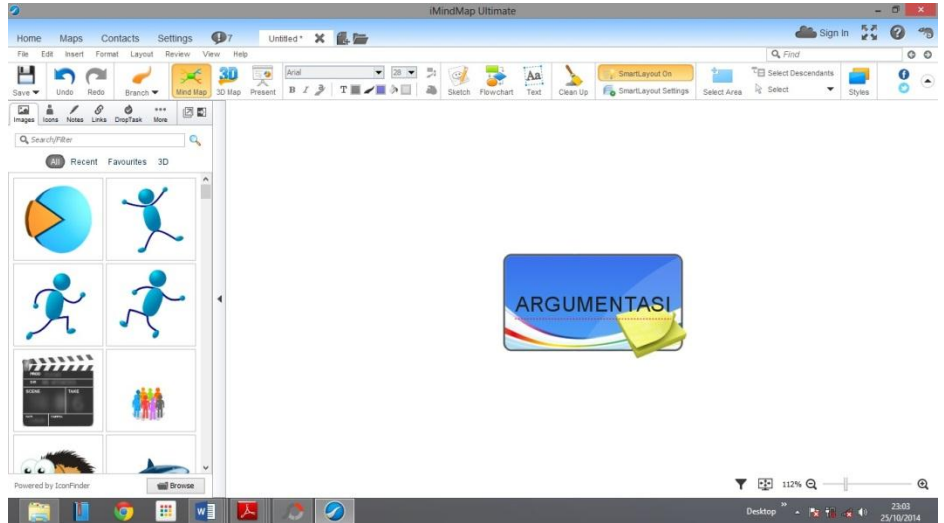 iMindMap Ultimate
Home Maps Contacts Settings 7 Untitled * Sign In
File Edit Insert Format Layout Review View Help Find
Arial 28 SmartLayout On Select Descendants
Save Undo Redo Branch Mind Map 3D Map Present B I T Sketch Flowchart Text Clean Up SmartLayout Settings Select Area Select Styles
Images Icons Notes Links DropTask More
Search/Filter
All Recent Favourites 3D
ARGUMENTASI
SCENE TAKE
Powered by IconFinder Browse
112%
Desktop 23:03
25/10/2014